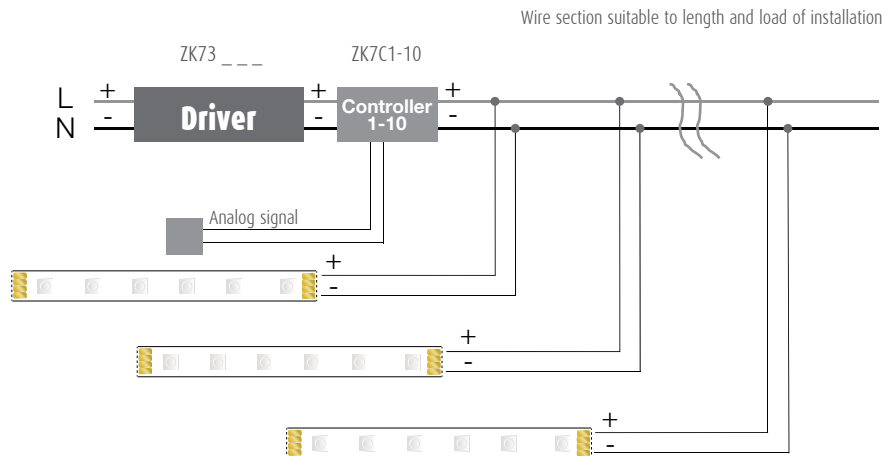 Wire section suitable to length and load of installation
ZK73 _ _ _
ZK7C1-10
L + Driver + Controller 1-10 +
N - - -
Analog signal
+
-
+
-
+
-